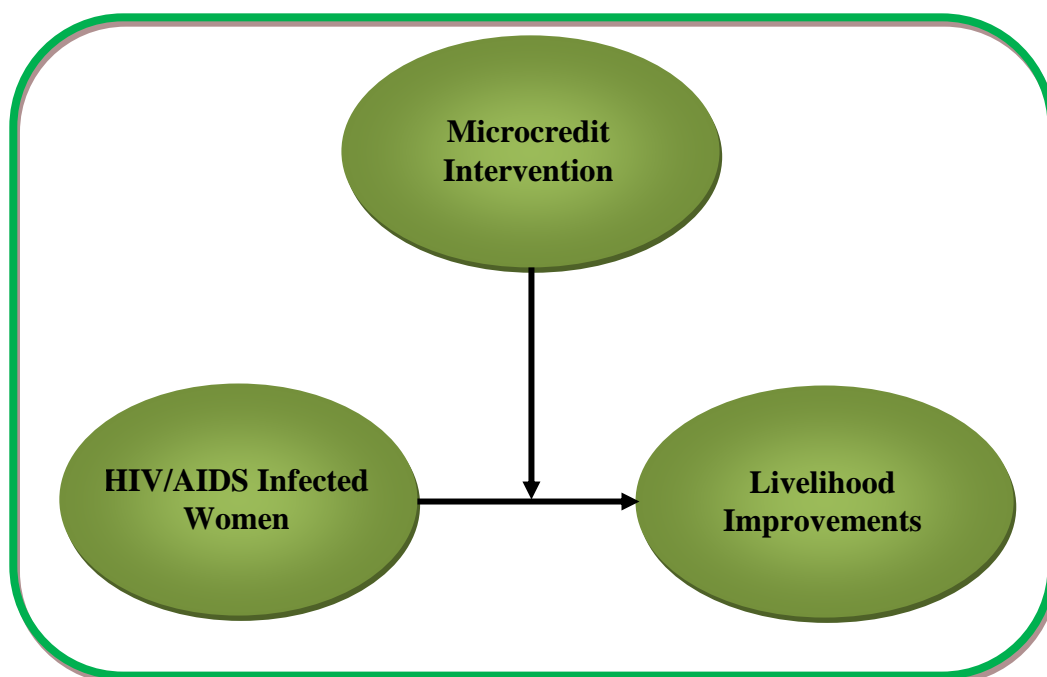 Microcredit
Intervention
HIV/AIDS Infected
Women
Livelihood
Improvements